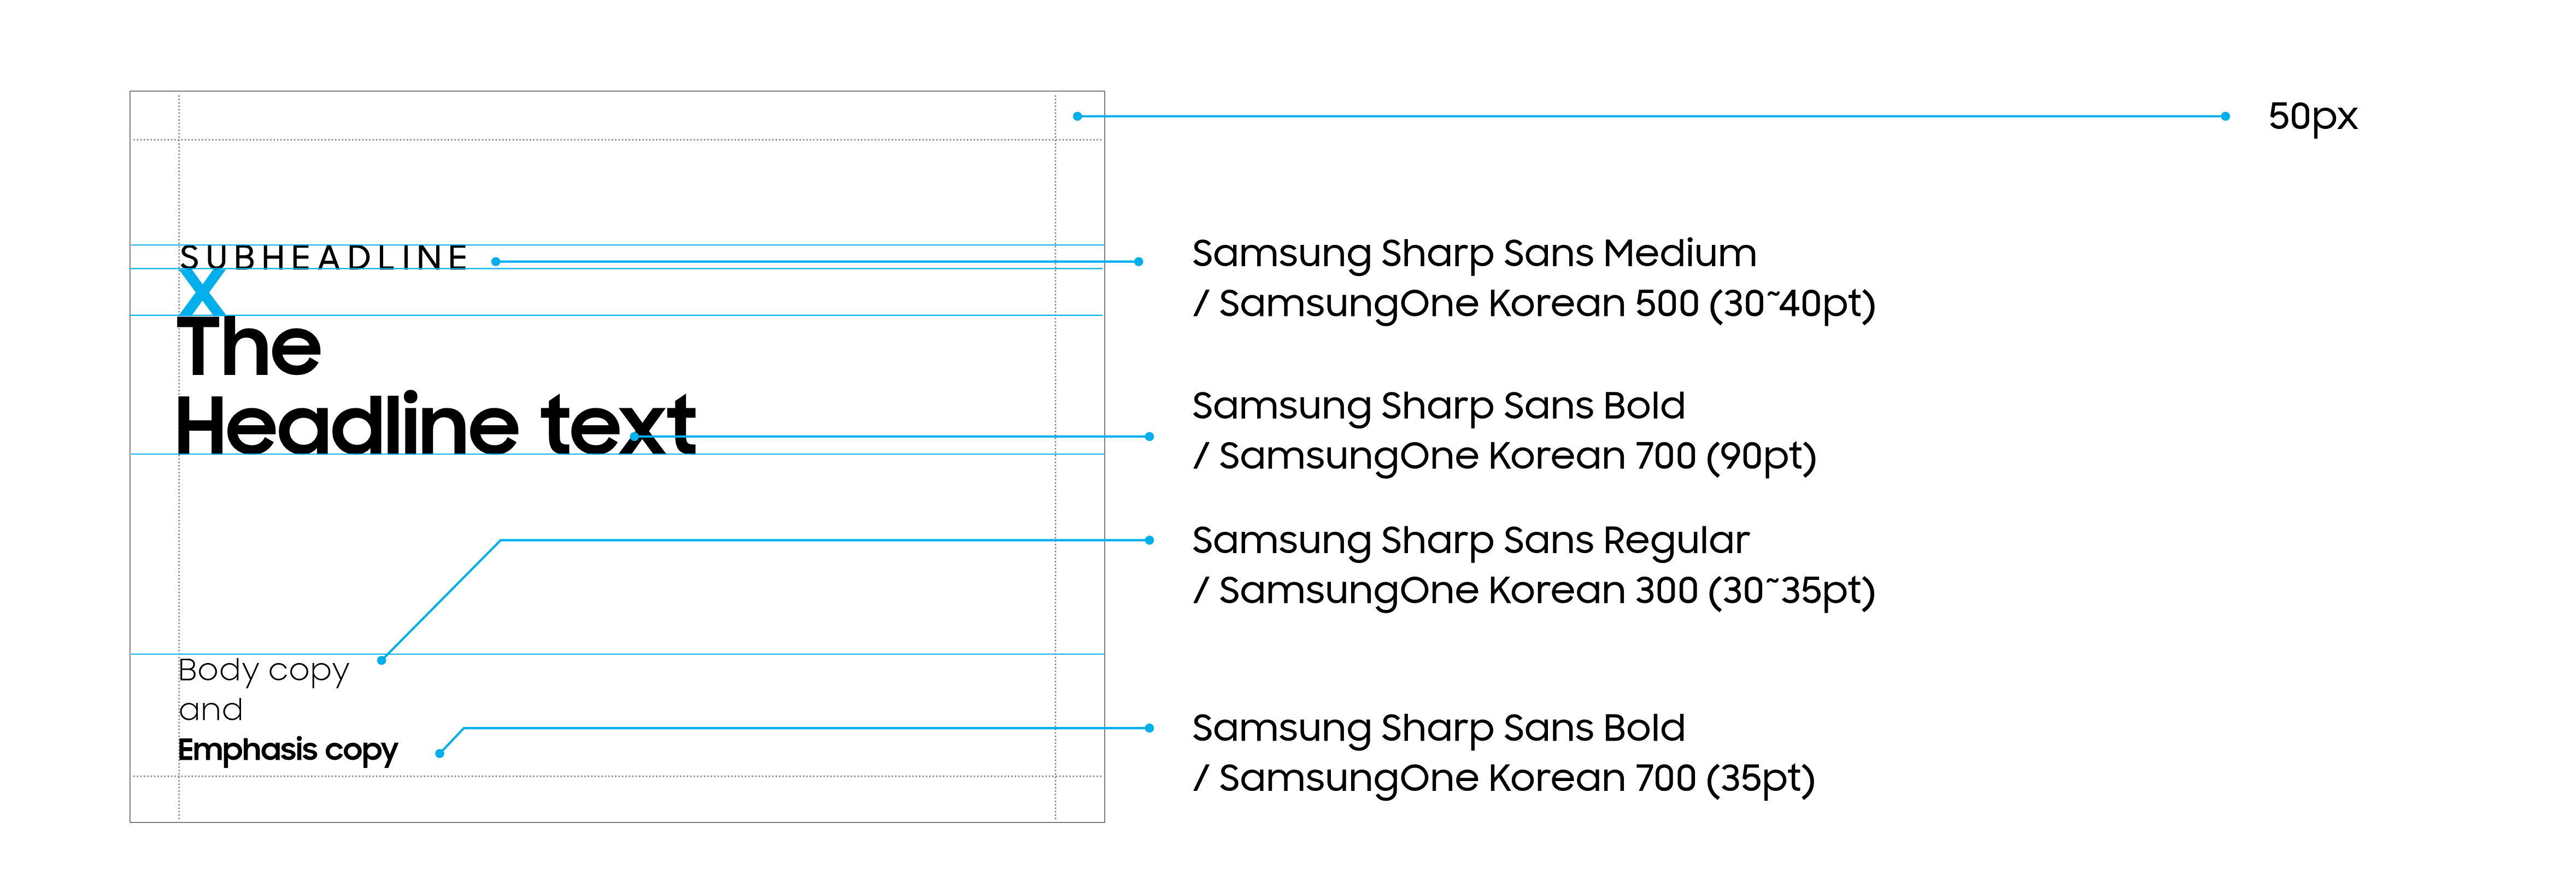 50px
SUBHEADLINE
X
The
Headline text
Body copy
and
Emphasis copy
Samsung Sharp Sans Medium
/ SamsungOne Korean 500 (30~40pt)
Samsung Sharp Sans Bold
/ SamsungOne Korean 700 (90pt)
Samsung Sharp Sans Regular
/ SamsungOne Korean 300 (30~35pt)
Samsung Sharp Sans Bold
/ SamsungOne Korean 700 (35pt)